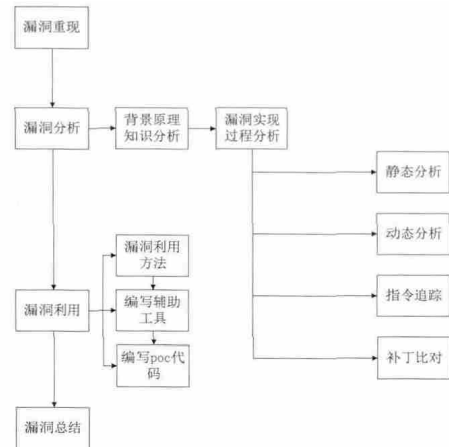 漏洞重现
漏洞分析
背景原理
知识分析
漏洞实现
过程分析
静态分析
动态分析
指令追踪
补丁比对
漏洞利用
漏洞利用
方法
编写辅助
工具
编写poc代
码
漏洞总结